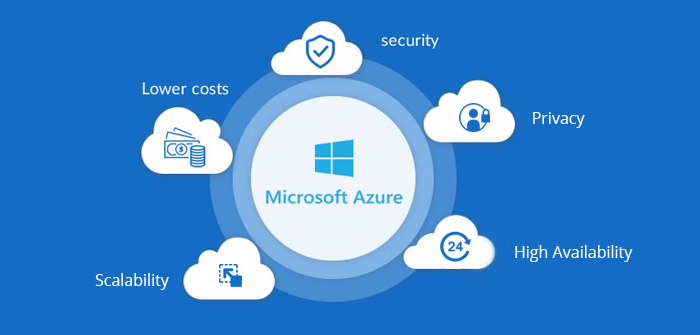 security
Lower costs
Privacy
Microsoft Azure
24
High Availability
Scalability